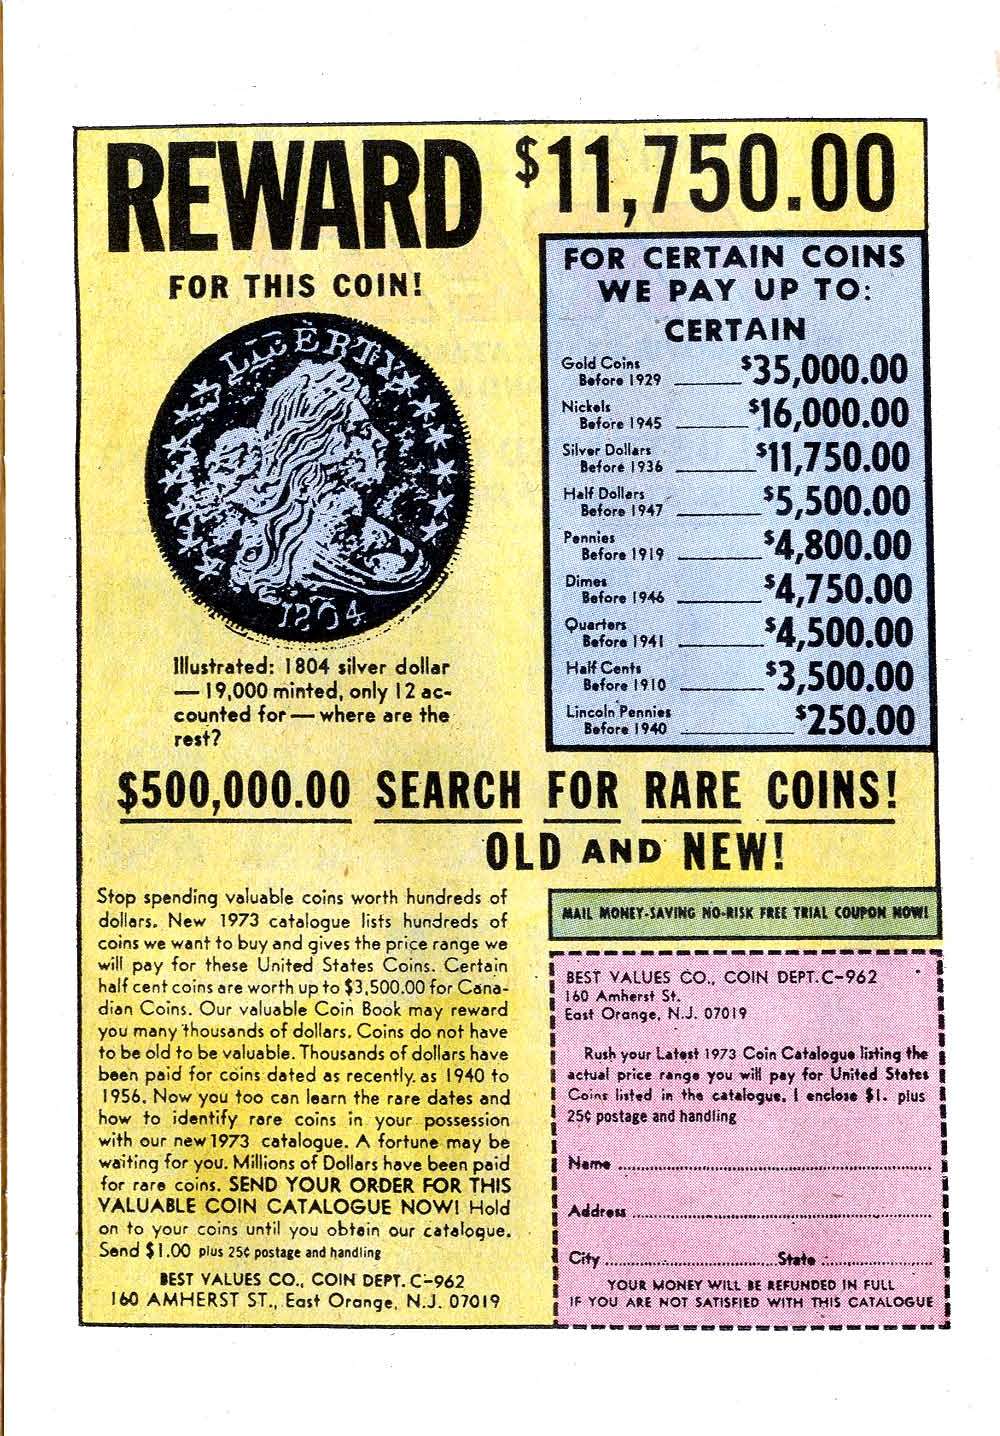 REWARD $11,750.00
FOR THIS COIN!
LIBERTY
1804
Illustrated: 1804 silver dollar
— 19,000 minted, only 12 ac-
counted for — where are the
rest?
FOR CERTAIN COINS
WE PAY UP TO:
CERTAIN
Gold Coins
Before 1929 $35,000.00
Nickels
Before 1945 $16,000.00
Silver Dollars
Before 1936 $11,750.00
Half Dollars
Before 1947 $5,500.00
Pennies
Before 1919 $4,800.00
Dimes
Before 1946 $4,750.00
Quarters
Before 1941 $4,500.00
Half Cents
Before 1910 $3,500.00
Lincoln Pennies
Before 1940 $250.00
$500,000.00 SEARCH FOR RARE COINS!
OLD AND NEW!
Stop spending valuable coins worth hundreds of
dollars. New 1973 catalogue lists hundreds of
coins we want to buy and gives the price range we
will pay for these United States Coins. Certain
half cent coins are worth up to $3,500.00 for Cana-
dian Coins. Our valuable Coin Book may reward
you many thousands of dollars. Coins do not have
to be old to be valuable. Thousands of dollars have
been paid for coins dated as recently. as 1940 to
1956. Now you too can learn the rare dates and
how to identify rare coins in your possession
with our new 1973 catalogue. A fortune may be
waiting for you. Millions of Dollars have been paid
for rare coins. SEND YOUR ORDER FOR THIS
VALUABLE COIN CATALOGUE NOW! Hold
on to your coins until you obtain our catalogue.
Send $1.00 plus 25¢ postage and handling
BEST VALUES CO., COIN DEPT. C-962
160 AMHERST ST., East Orange, N.J. 07019
MAIL MONEY-SAVING NO-RISK FREE TRIAL COUPON NOW!
BEST VALUES CO., COIN DEPT. C-962
160 Amherst St.
East Orange, N.J. 07019
Rush your Latest 1973 Coin Catalogue listing the
actual price range you will pay for United States
Coins listed in the catalogue. I enclose $1. plus
25¢ postage and handling
Name
Address
City State
YOUR MONEY WILL BE REFUNDED IN FULL
IF YOU ARE NOT SATISFIED WITH THIS CATALOGUE